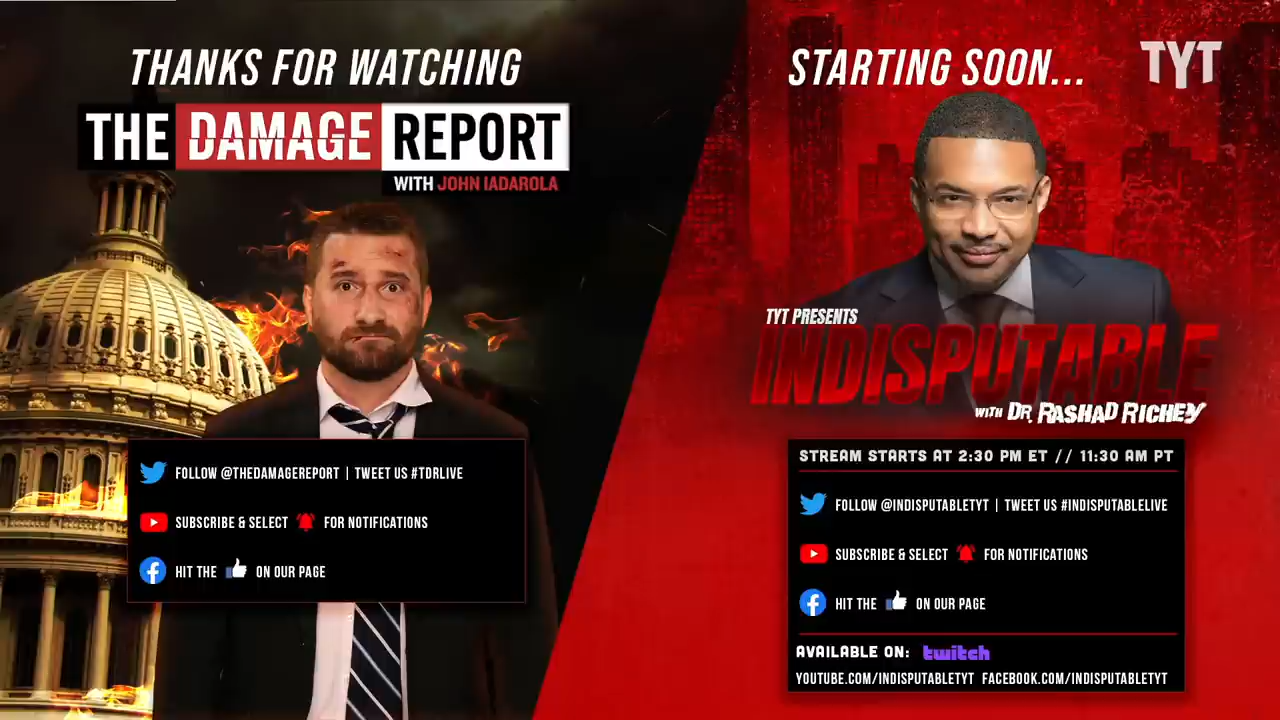 THANKS FOR WATCHING
THE DAMAGE REPORT
WITH JOHN IADAROLA
FOLLOW @THEDAMAGEREPORT | TWEET US #TDRLIVE
SUBSCRIBE & SELECT FOR NOTIFICATIONS
HIT THE ON OUR PAGE
STARTING SOON...
TYT
TYT PRESENTS
INDISPUTABLE
WITH DR. RASHAD RICHEY
STREAM STARTS AT 2:30 PM ET // 11:30 AM PT
FOLLOW @INDISPUTABLETYT | TWEET US #INDISPUTABLELIVE
SUBSCRIBE & SELECT FOR NOTIFICATIONS
HIT THE ON OUR PAGE
AVAILABLE ON: twitch
YOUTUBE.COM/INDISPUTABLETYT FACEBOOK.COM/INDISPUTABLETYT